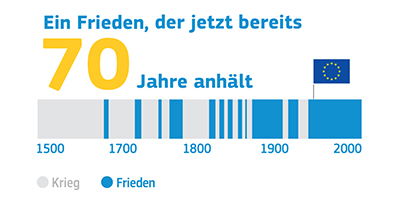 Ein Frieden, der jetzt bereits
70 Jahre anhält
1500 1700 1800 1900 2000
Krieg Frieden